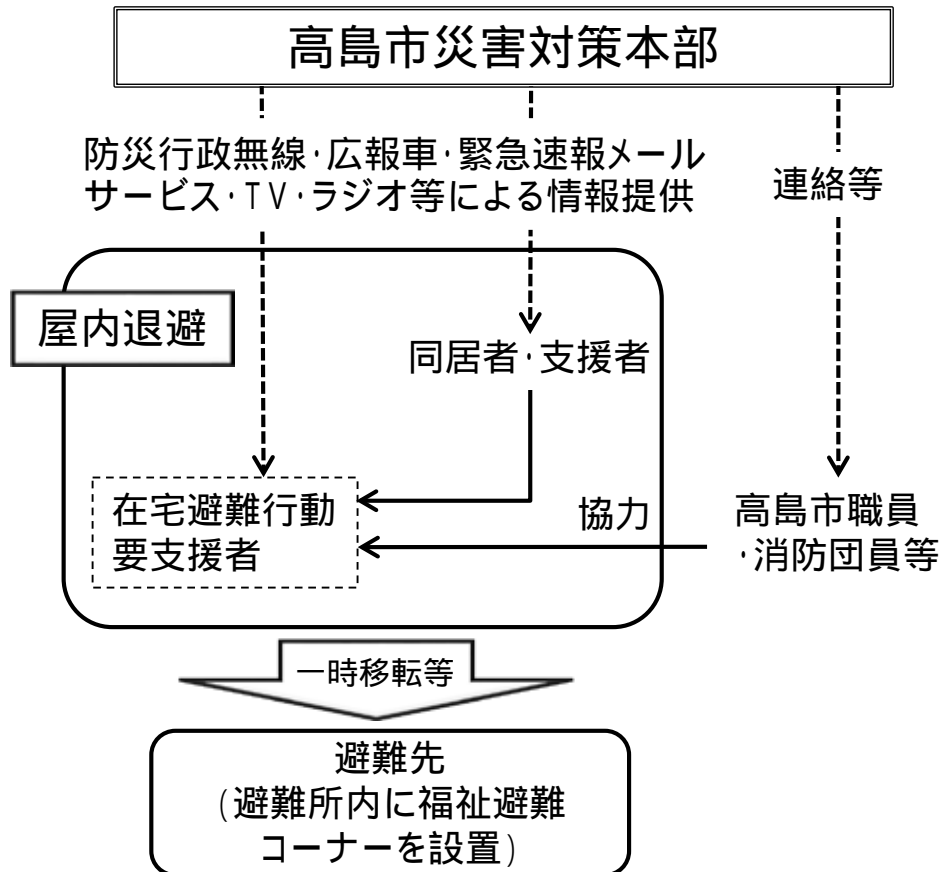 高島市災害対策本部
防災行政無線・広報車・緊急速報メール
サービス・TV・ラジオ等による情報提供
連絡等
屋内退避
同居者・支援者
在宅避難行動
要支援者
協力
高島市職員
・消防団員等
一時移転等
避難先
(避難所内に福祉避難
コーナーを設置)